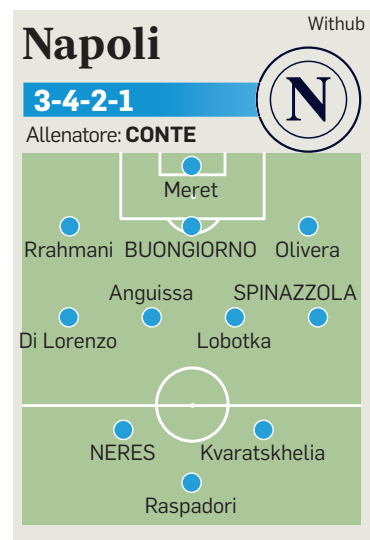 Withub
Napoli
N
3-4-2-1
Allenatore: CONTE
Meret
Rrahmani BUONGIORNO Olivera
Anguissa SPINAZZOLA
Di Lorenzo Lobotka
NERES Kvaratskhelia
Raspadori